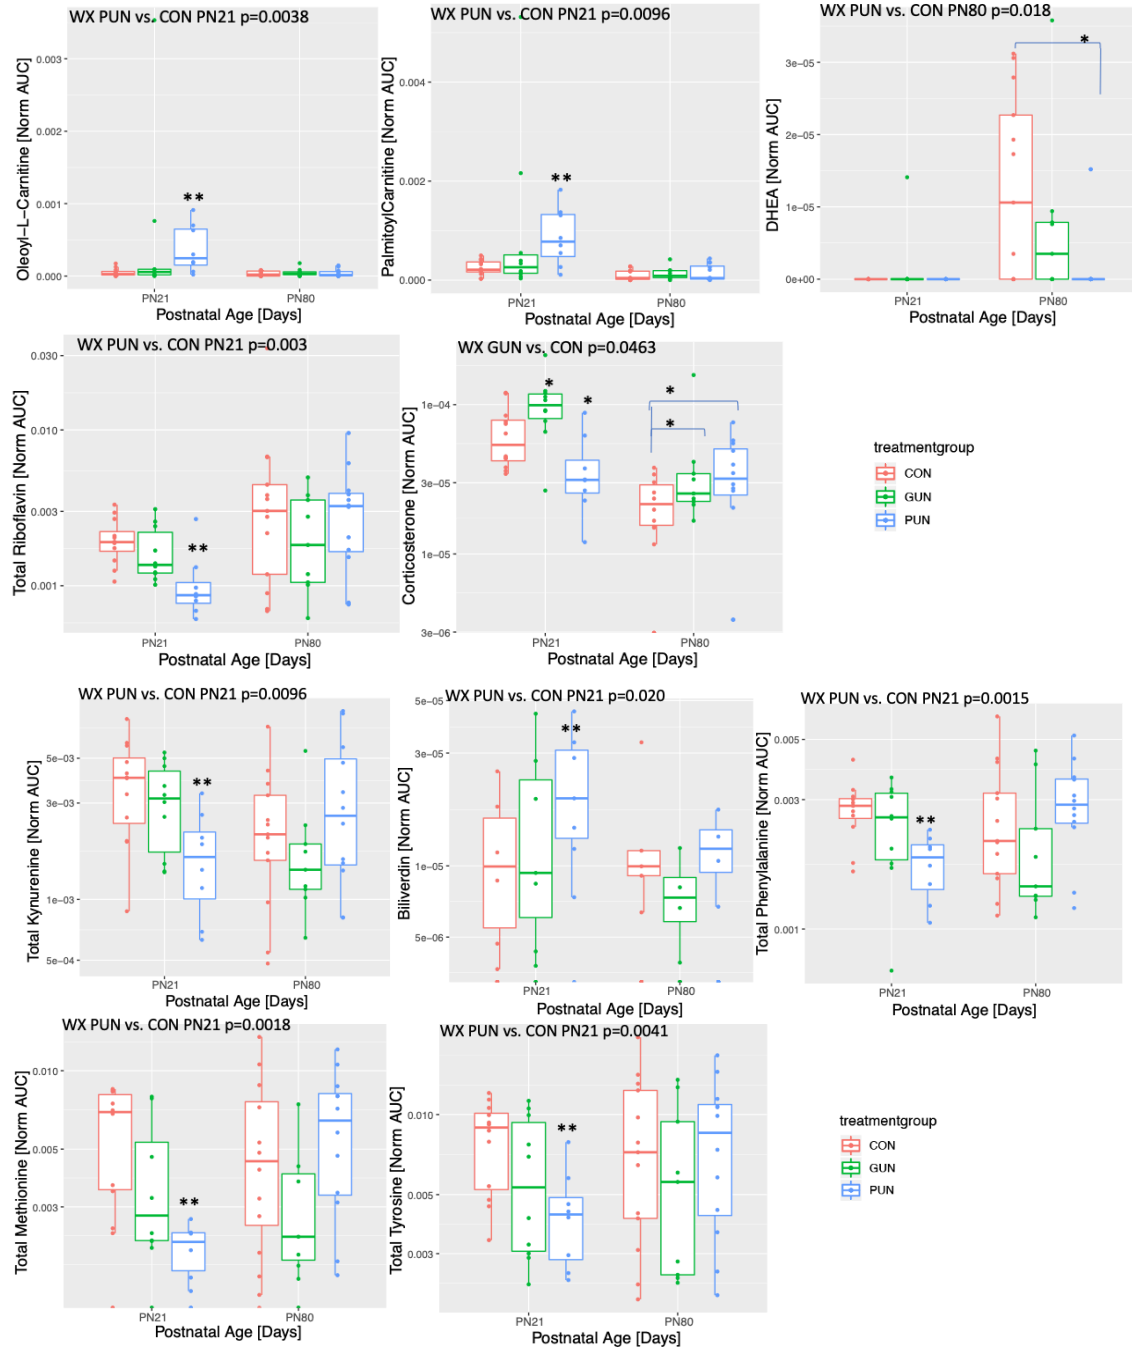 WX PUN vs. CON PN21 p=0.0038
Oleoyl-L-Carnitine [Norm AUC]
0.003
0.002
0.001
0.000
**
PN21 PN80
Postnatal Age [Days]
WX PUN vs. CON PN21 p=0.0096
PalmitoylCarnitine [Norm AUC]
0.004
0.002
0.000
**
PN21 PN80
Postnatal Age [Days]
WX PUN vs. CON PN80 p=0.018
DHEA [Norm AUC]
3e-05
2e-05
1e-05
0e+00
*
PN21 PN80
Postnatal Age [Days]
WX PUN vs. CON PN21 p=0.003
Total Riboflavin [Norm AUC]
0.030
0.010
0.003
0.001
**
PN21 PN80
Postnatal Age [Days]
WX GUN vs. CON p=0.0463
Corticosterone [Norm AUC]
1e-04
3e-05
1e-05
3e-06
* * * *
PN21 PN80
Postnatal Age [Days]
treatmentgroup
CON
GUN
PUN
WX PUN vs. CON PN21 p=0.0096
Total Kynurenine [Norm AUC]
5e-03
3e-03
1e-03
5e-04
**
PN21 PN80
Postnatal Age [Days]
WX PUN vs. CON PN21 p=0.020
Biliverdin [Norm AUC]
5e-05
3e-05
1e-05
5e-06
**
PN21 PN80
Postnatal Age [Days]
WX PUN vs. CON PN21 p=0.0015
Total Phenylalanine [Norm AUC]
0.005
0.003
0.001
**
PN21 PN80
Postnatal Age [Days]
WX PUN vs. CON PN21 p=0.0018
Total Methionine [Norm AUC]
0.010
0.005
0.003
**
PN21 PN80
Postnatal Age [Days]
WX PUN vs. CON PN21 p=0.0041
Total Tyrosine [Norm AUC]
0.010
0.005
0.003
**
PN21 PN80
Postnatal Age [Days]
treatmentgroup
CON
GUN
PUN